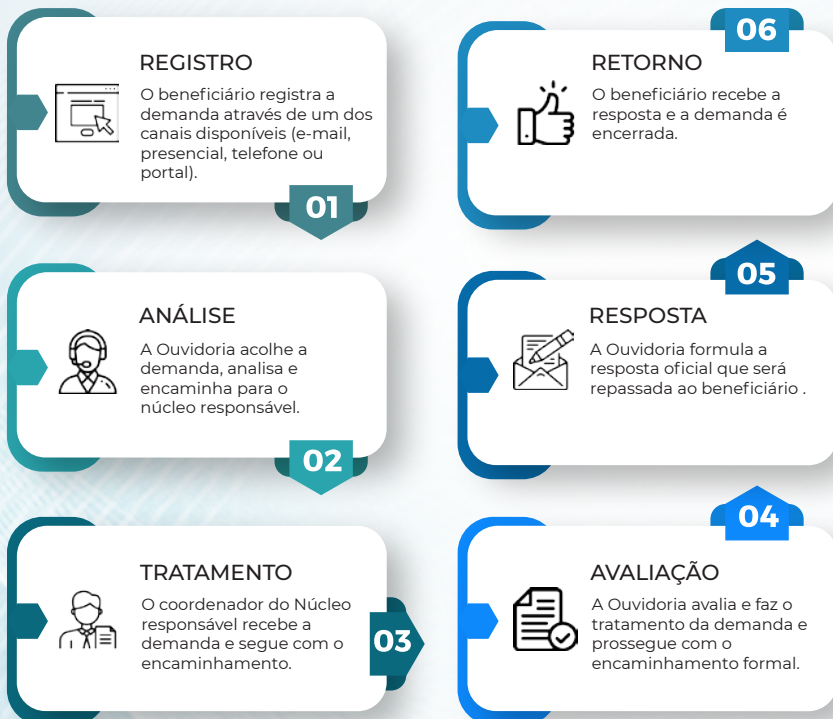 REGISTRO
O beneficiário registra a
demanda através de um dos
canais disponíveis (e-mail,
presencial, telefone ou
portal).
01
ANÁLISE
A Ouvidoria acolhe a
demanda, analisa e
encaminha para o
núcleo responsável.
02
TRATAMENTO
O coordenador do Núcleo
responsável recebe a
demanda e segue com o
encaminhamento.
03
04
AVALIAÇÃO
A Ouvidoria avalia e faz o
tratamento da demanda e
prossegue com o
encaminhamento formal.
05
RESPOSTA
A Ouvidoria formula a
resposta oficial que será
repassada ao beneficiário .
06
RETORNO
O beneficiário recebe a
resposta e a demanda é
encerrada.